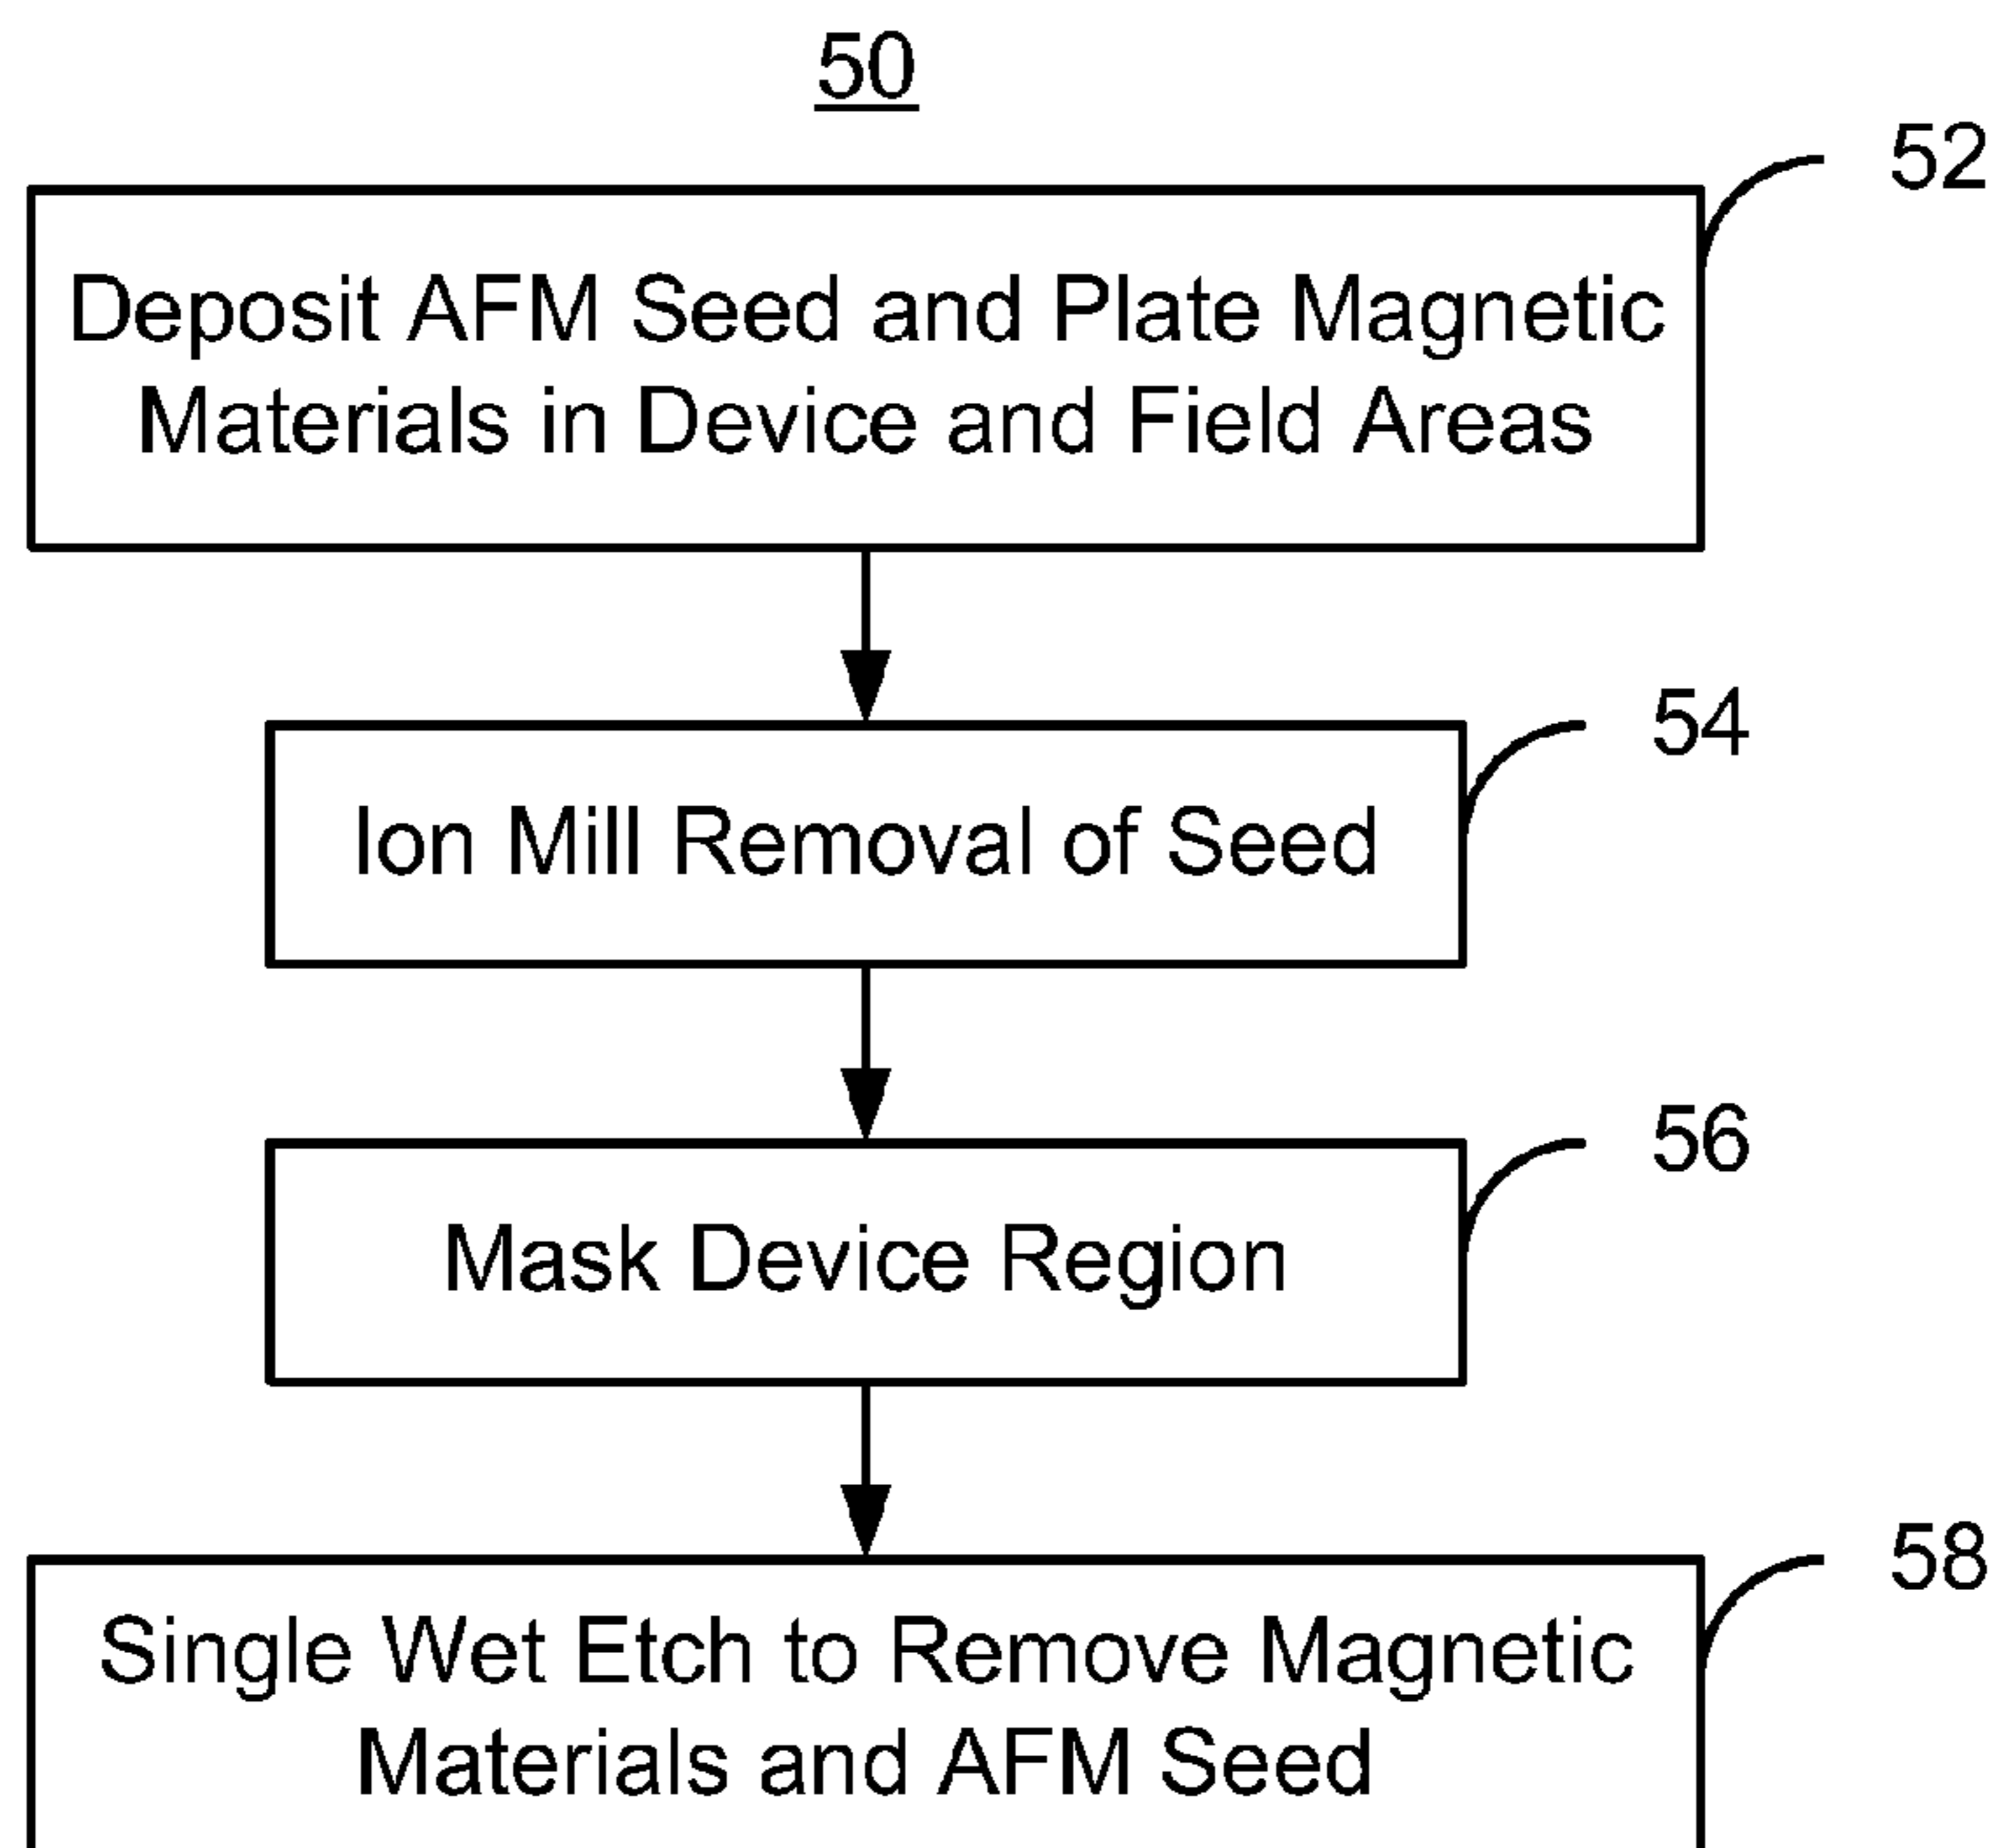 50
52
Deposit AFM Seed and Plate Magnetic
Materials in Device and Field Areas
54
Ion Mill Removal of Seed
56
Mask Device Region
58
Single Wet Etch to Remove Magnetic
Materials and AFM Seed